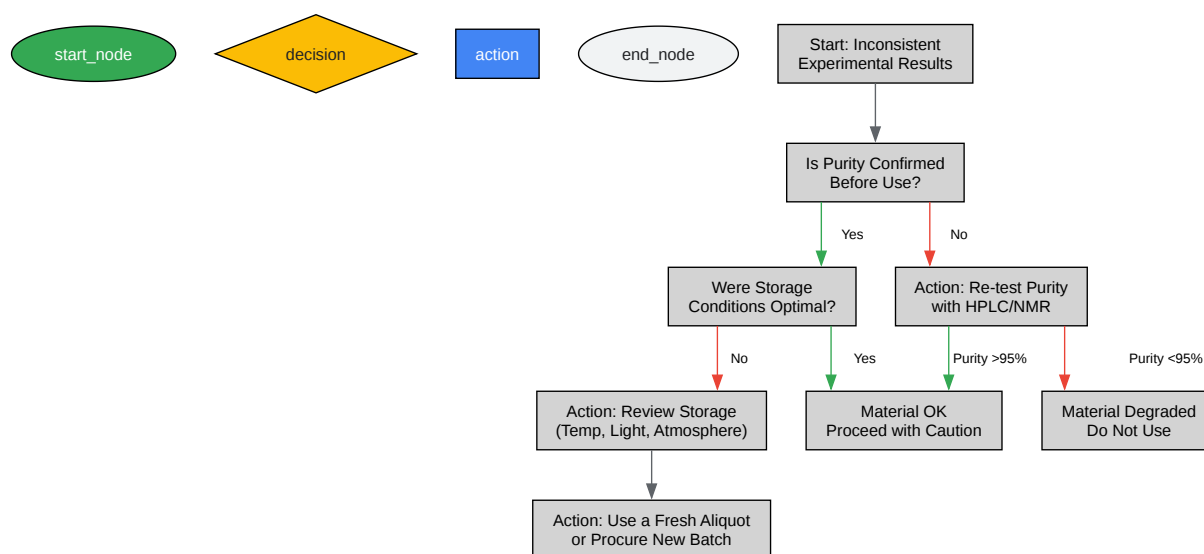 start_node
decision
action
end_node
Start: Inconsistent
Experimental Results
Is Purity Confirmed
Before Use?
Yes
No
Were Storage
Conditions Optimal?
Action: Re-test Purity
with HPLC/NMR
No
Yes
Purity >95%
Purity <95%
Action: Review Storage
(Temp, Light, Atmosphere)
Material OK
Proceed with Caution
Material Degraded
Do Not Use
Action: Use a Fresh Aliquot
or Procure New Batch